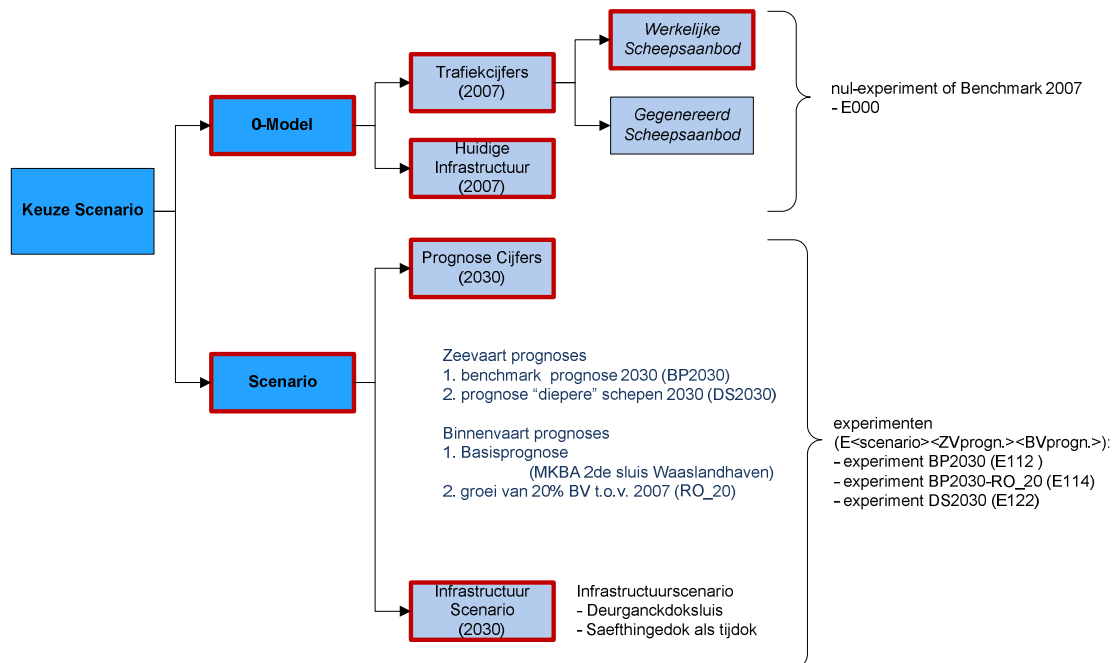 Werkelijke
Scheepsaanbod
Trafiekcijfers
(2007)
nul-experiment of Benchmark 2007
- E000
0-Model
Gegenereerd
Scheepsaanbod
Huidige
Infrastructuur
(2007)
Keuze Scenario
Prognose Cijfers
(2030)
Zeevaart prognoses
1. benchmark prognose 2030 (BP2030)
2. prognose “diepere” schepen 2030 (DS2030)
Scenario
Binnenvaart prognoses
1. Basisprognose
(MKBA 2de sluis Waaslandhaven)
2. groei van 20% BV t.o.v. 2007 (RO_20)
experimenten
(E<scenario><ZVprogn.><BVprogn.>):
- experiment BP2030 (E112 )
- experiment BP2030-RO_20 (E114)
- experiment DS2030 (E122)
Infrastructuur
Scenario
(2030)
Infrastructuurscenario
- Deurganckdoksluis
- Saefthingedok als tijdok